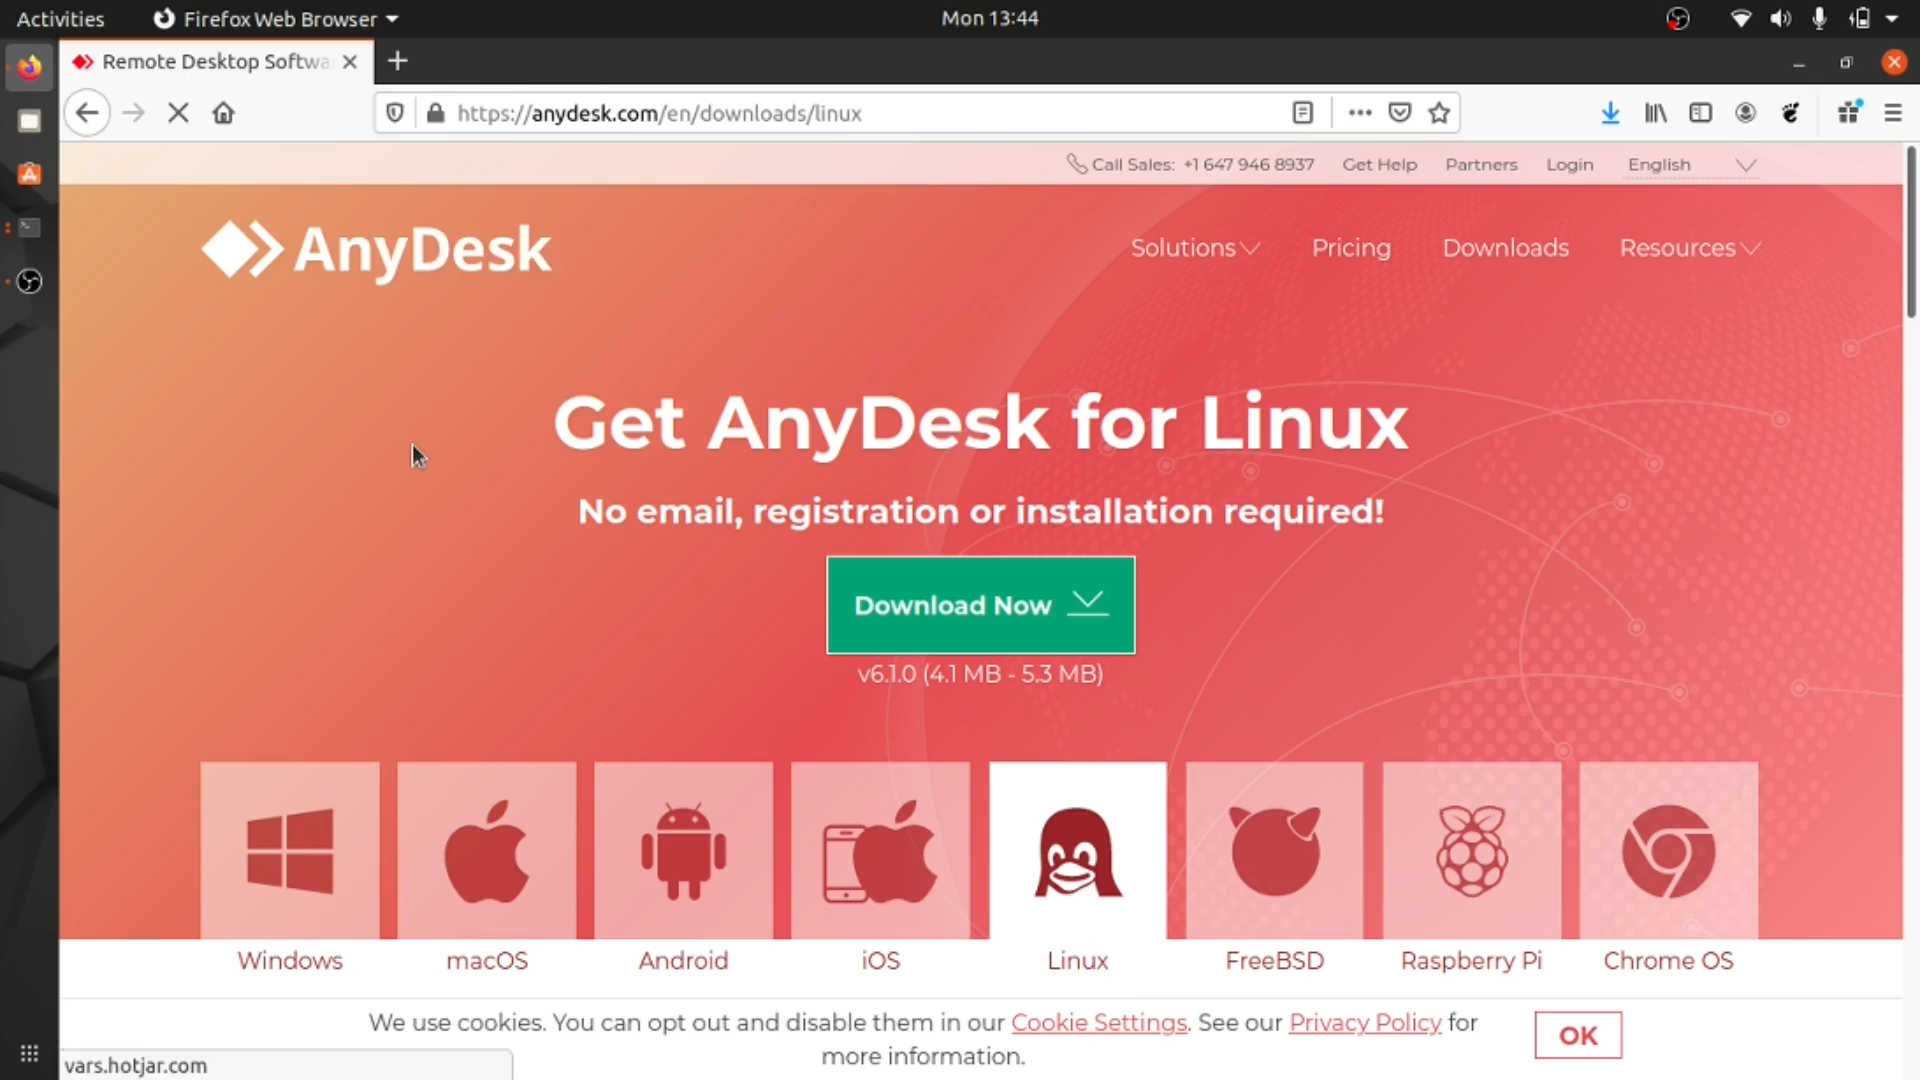 Activities
Firefox Web Browser
Mon 13:44
Remote Desktop Softwa
https://anydesk.com/en/downloads/linux
Call Sales: +1 647 946 8937
Get Help
Partners
Login
English
AnyDesk
Solutions
Pricing
Downloads
Resources
Get AnyDesk for Linux
No email, registration or installation required!
Download Now
v6.1.0 (4.1 MB - 5.3 MB)
Windows
macOS
Android
iOS
Linux
FreeBSD
Raspberry Pi
Chrome OS
We use cookies. You can opt out and disable them in our Cookie Settings. See our Privacy Policy for
more information.
OK
vars.hotjar.com